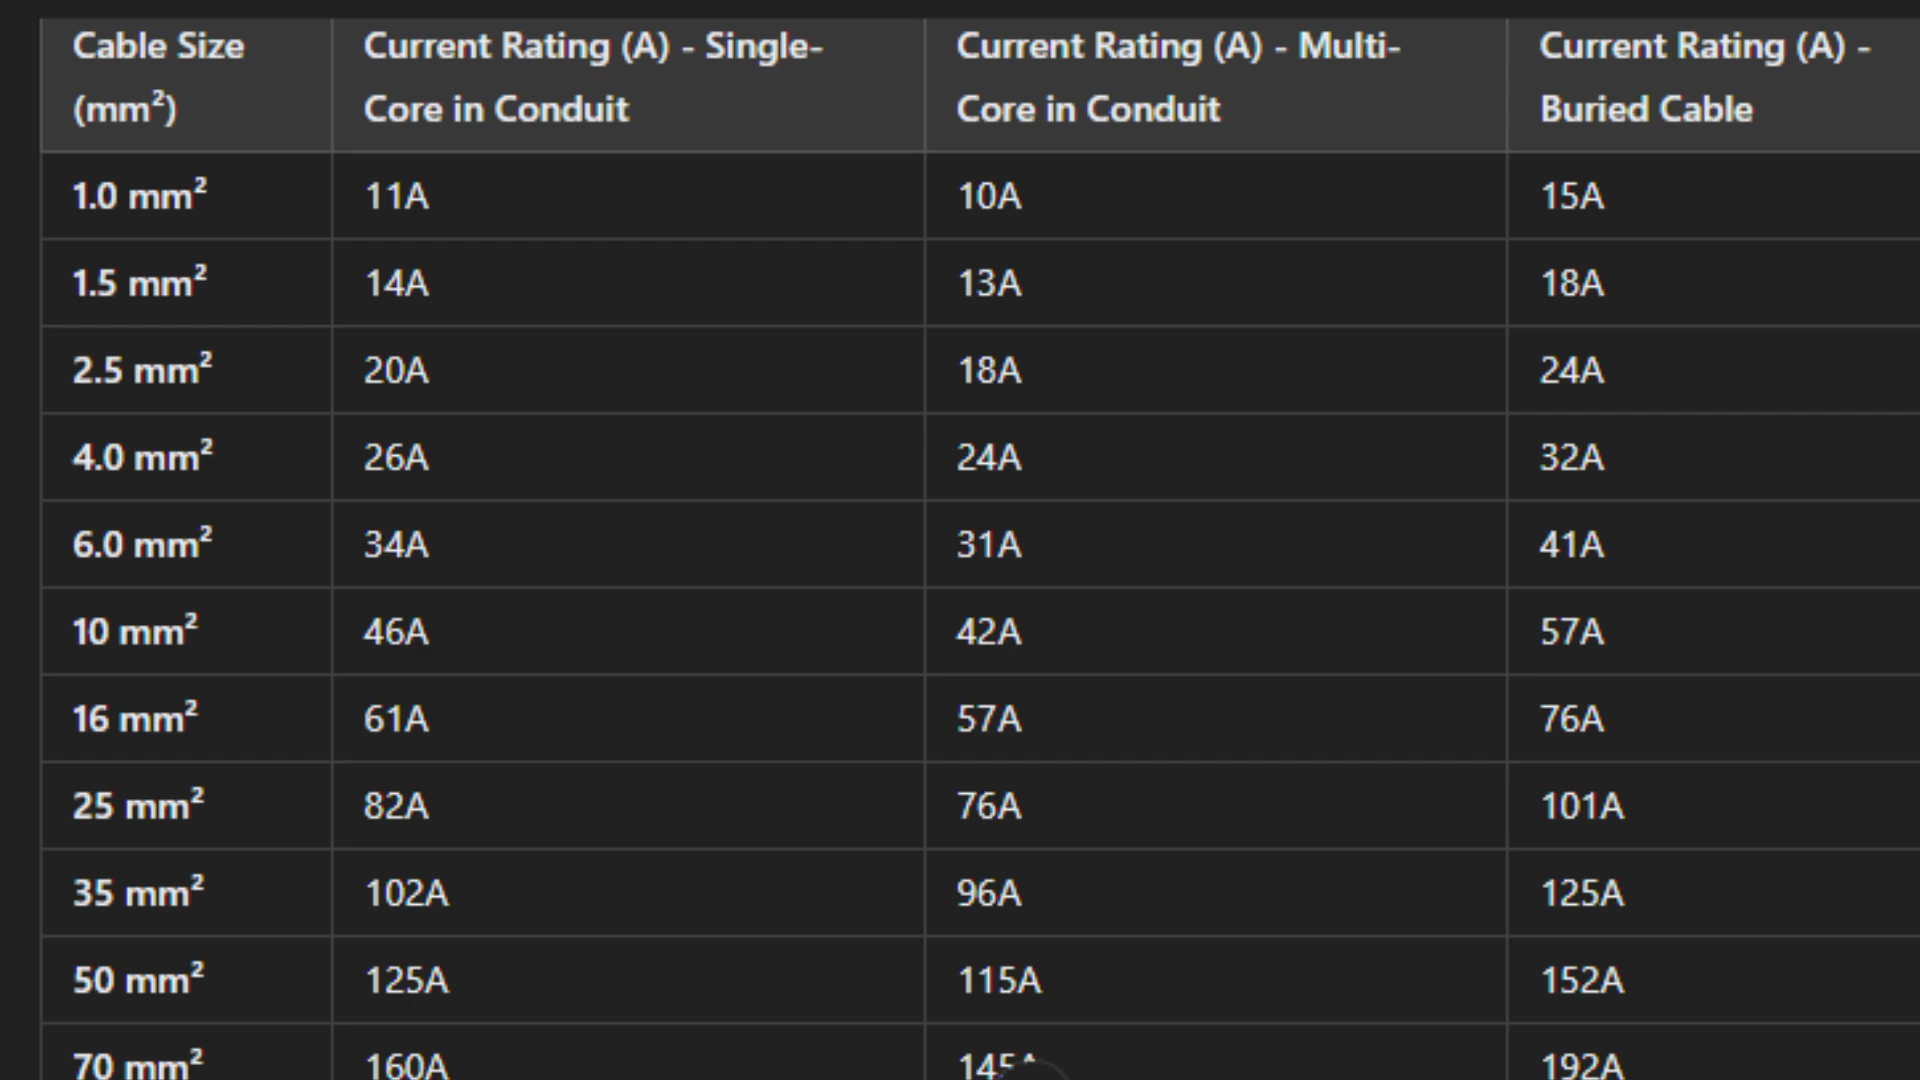 Cable Size (mm²) Current Rating (A) - Single-Core in Conduit Current Rating (A) - Multi-Core in Conduit Current Rating (A) - Buried Cable
1.0 mm² 11A 10A 15A
1.5 mm² 14A 13A 18A
2.5 mm² 20A 18A 24A
4.0 mm² 26A 24A 32A
6.0 mm² 34A 31A 41A
10 mm² 46A 42A 57A
16 mm² 61A 57A 76A
25 mm² 82A 76A 101A
35 mm² 102A 96A 125A
50 mm² 125A 115A 152A
70 mm² 160A 145A 192A